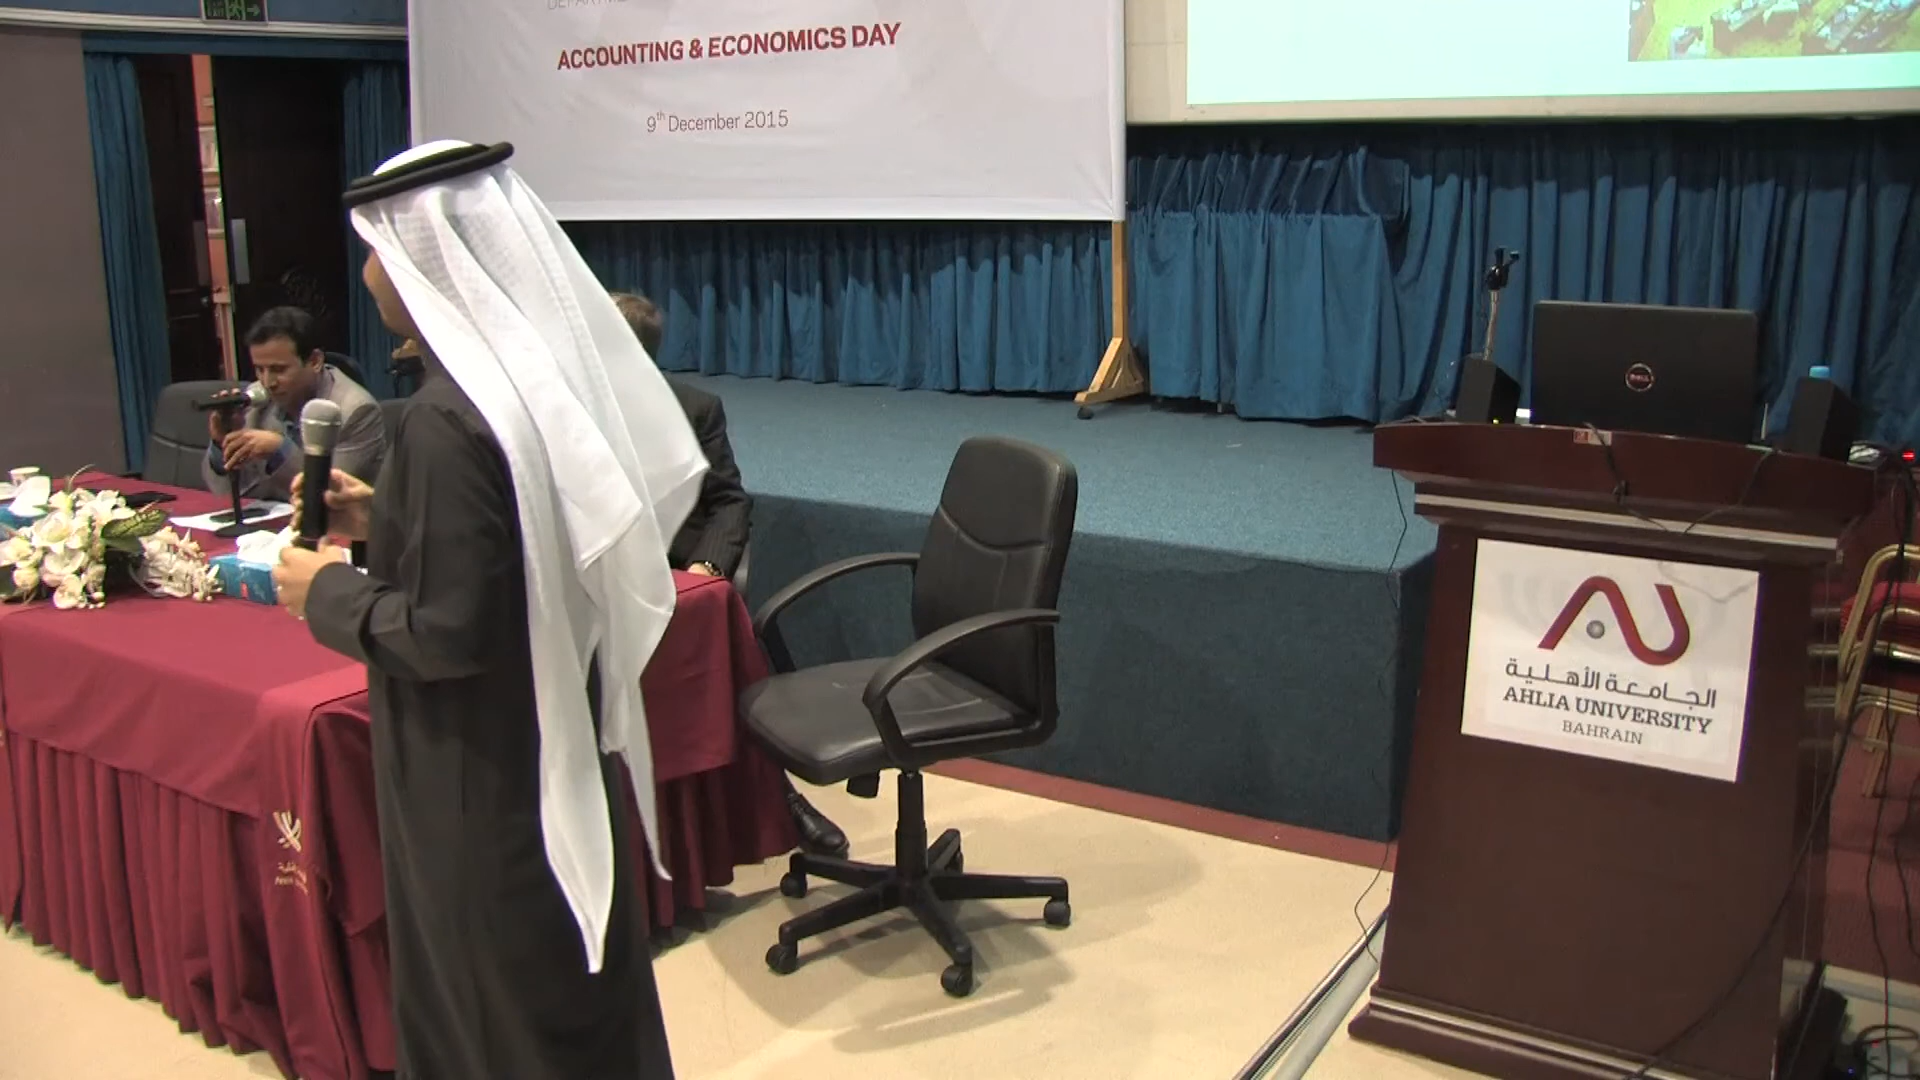 ACCOUNTING & ECONOMICS DAY
9th December 2015
DELL
الجامعة الأهلية
AHLIA UNIVERSITY
BAHRAIN